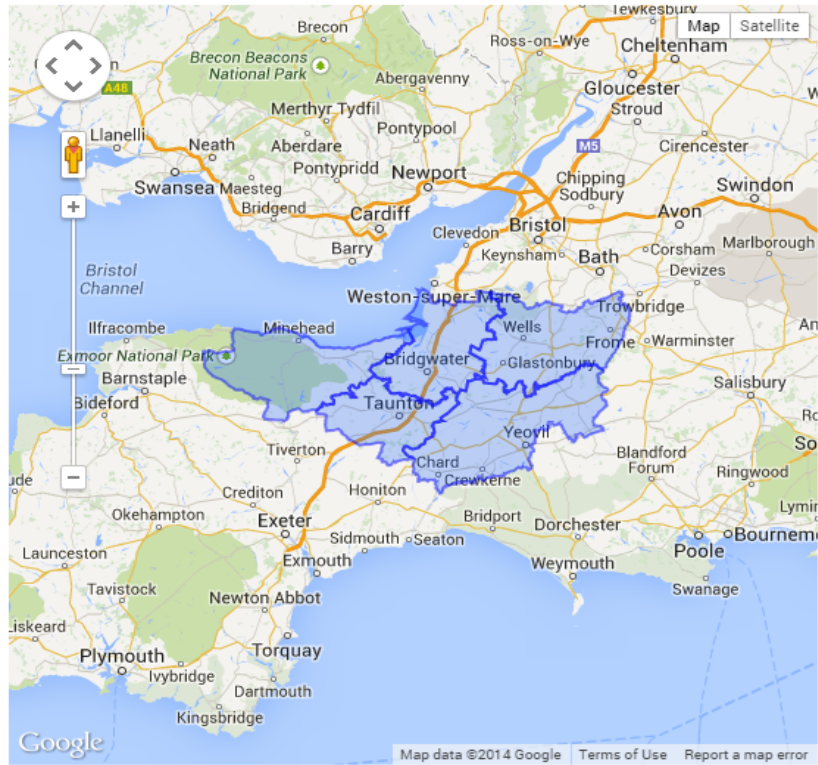 Tewkesbury
Map Satellite
Brecon
Ross-on-Wye
Cheltenham
Brecon Beacons
National Park
Abergavenny
A48
Gloucester
Merthyr Tydfil
Stroud
Llanelli
Pontypool
Neath
Aberdare
M5
Cirencester
Pontypridd
Newport
Chipping
Sodbury
Swansea
Maesteg
Swindon
Bridgend
Cardiff
Avon
Clevedon
Bristol
Barry
Keynsham
Bath
Corsham
Marlborough
Devizes
Bristol
Channel
Weston-super-Mare
Trowbridge
Ilfracombe
Minehead
Wells
Frome
Warminster
Exmoor National Park
Bridgwater
Glastonbury
Barnstaple
Salisbury
Bideford
Taunton
Yeovil
Tiverton
Chard
Blandford
Forum
Crewkerne
Ringwood
Crediton
Honiton
Okehampton
Bridport
Exeter
Dorchester
Sidmouth
Seaton
Poole
Launceston
Exmouth
Weymouth
Swanage
Tavistock
Newton Abbot
Liskeard
Plymouth
Torquay
Ivybridge
Dartmouth
Kingsbridge
Google
Map data ©2014 Google Terms of Use Report a map error